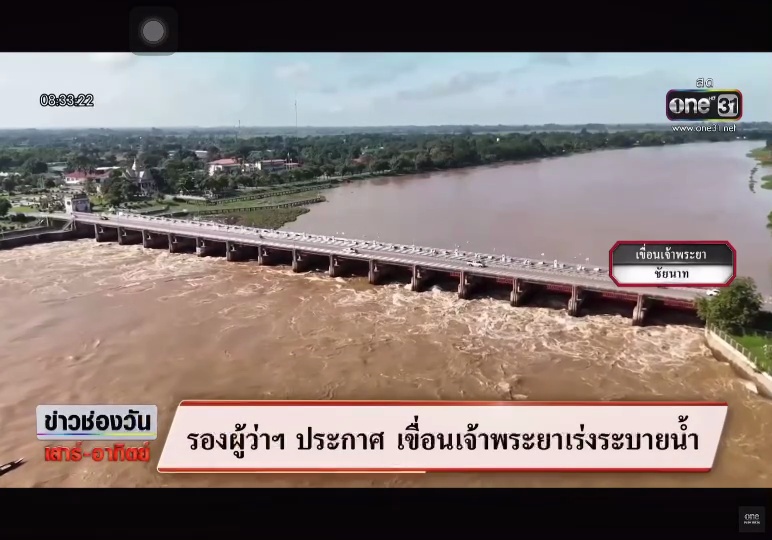 สด
08:33:22
one HD 31
www.one31.net
เขื่อนเจ้าพระยา
ชัยนาท
ข่าวช่องวัน
เสาร์-อาทิตย์
รองผู้ว่าฯ ประกาศ เขื่อนเจ้าพระยาเร่งระบายน้ำ
one